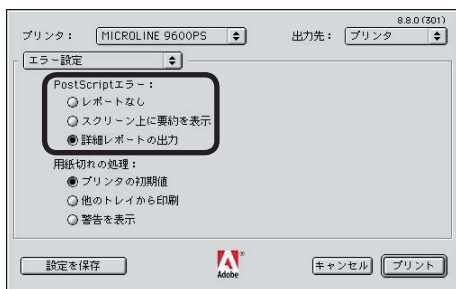 8.8.0 (301)
プリンタ： MICROLINE 9600PS 出力先： プリンタ
エラー設定
PostScriptエラー：
レポートなし
スクリーン上に要約を表示
詳細レポートの出力
用紙切れの処理：
プリンタの初期値
他のトレイから印刷
警告を表示
設定を保存 Adobe キャンセル プリント